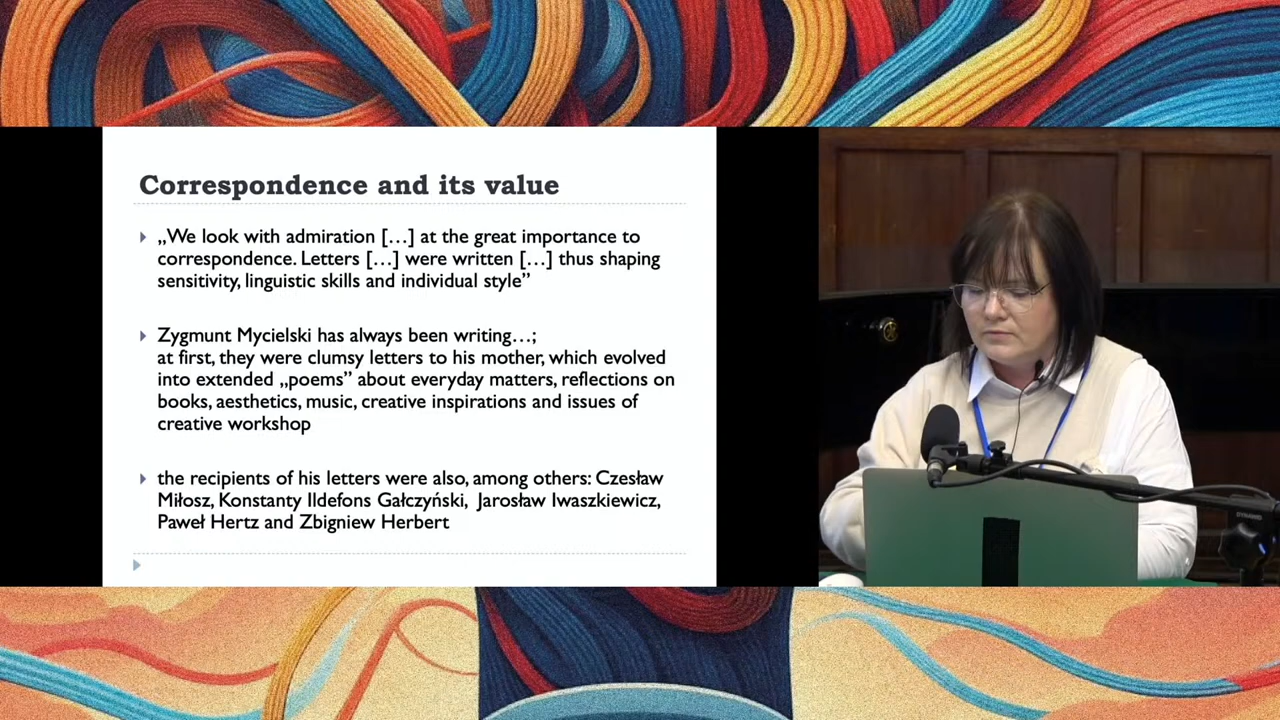 Correspondence and its value
„We look with admiration […] at the great importance to
correspondence. Letters […] were written […] thus shaping
sensitivity, linguistic skills and individual style”
Zygmunt Mycielski has always been writing…;
at first, they were clumsy letters to his mother, which evolved
into extended „poems” about everyday matters, reflections on
books, aesthetics, music, creative inspirations and issues of
creative workshop
the recipients of his letters were also, among others: Czesław
Miłosz, Konstanty Ildefons Gałczyński, Jarosław Iwaszkiewicz,
Paweł Hertz and Zbigniew Herbert